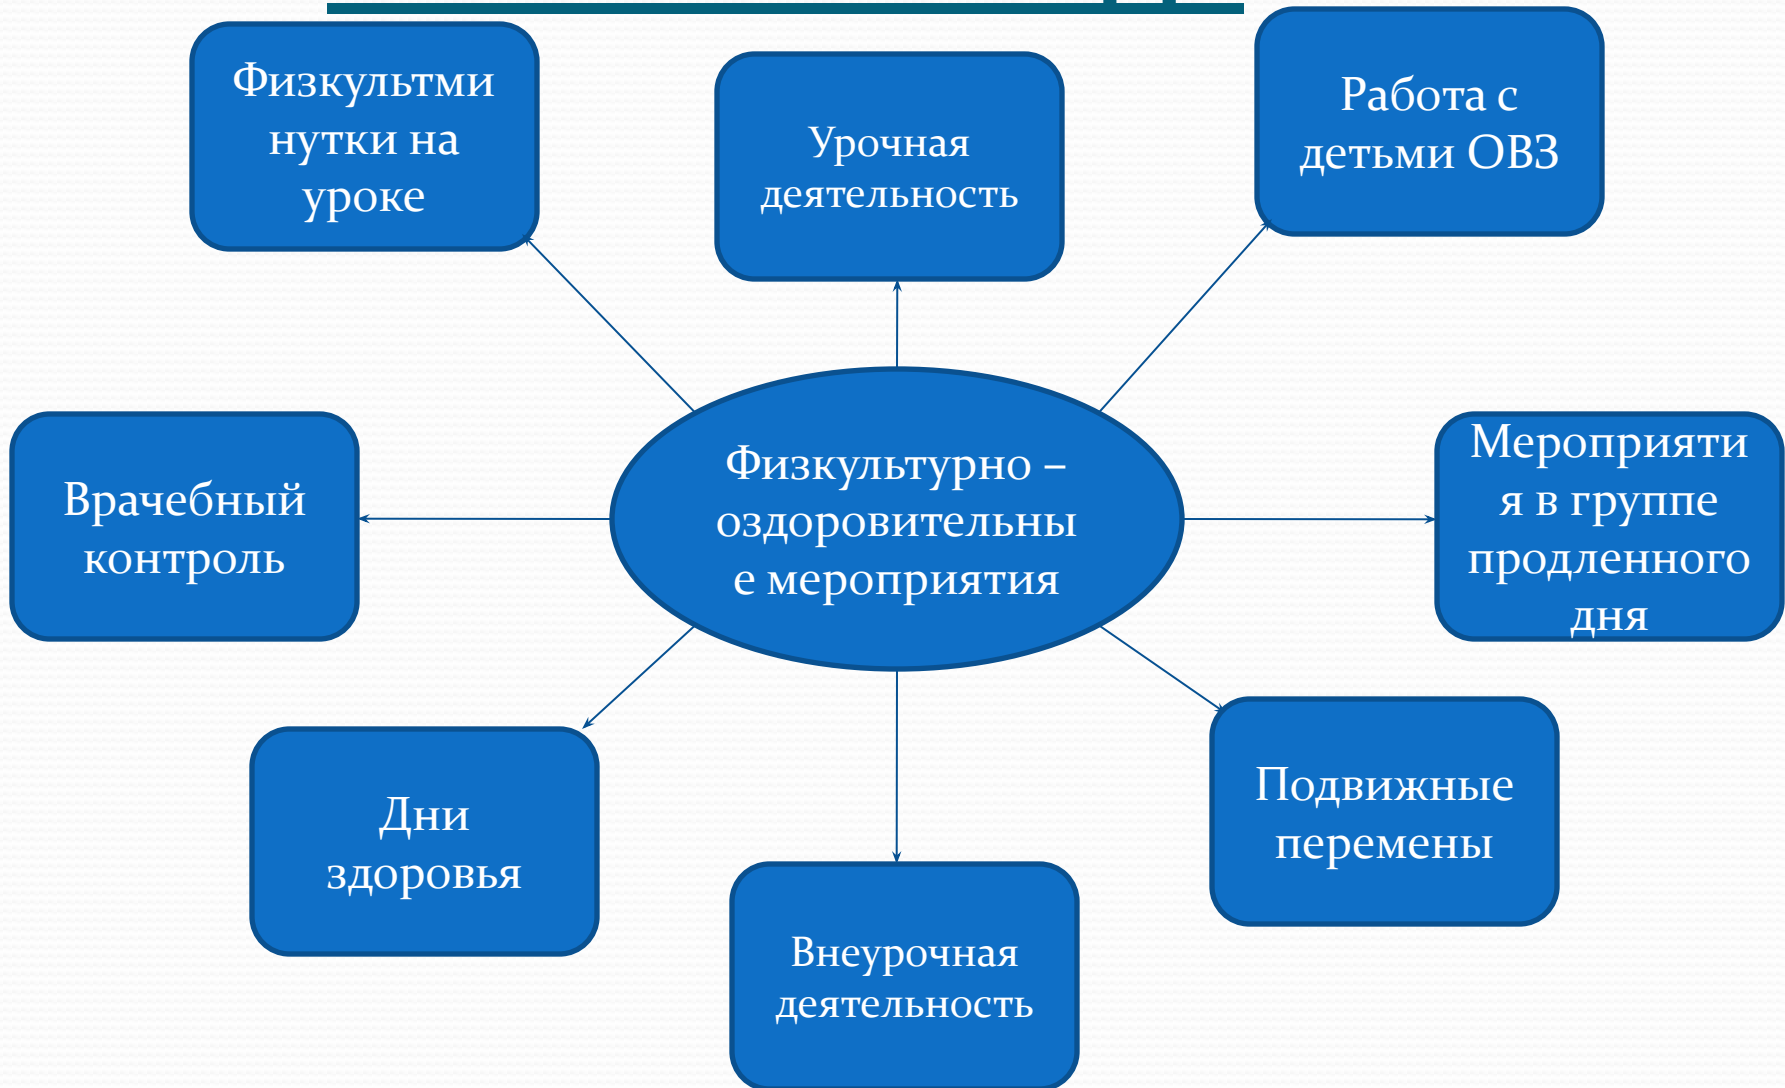 Физкультми
нутки на
уроке
Урочная
деятельность
Работа с
детьми ОВЗ
Врачебный
контроль
Физкультурно –
оздоровительны
е мероприятия
Мероприяти
я в группе
продленного
дня
Дни
здоровья
Подвижные
перемены
Внеурочная
деятельность